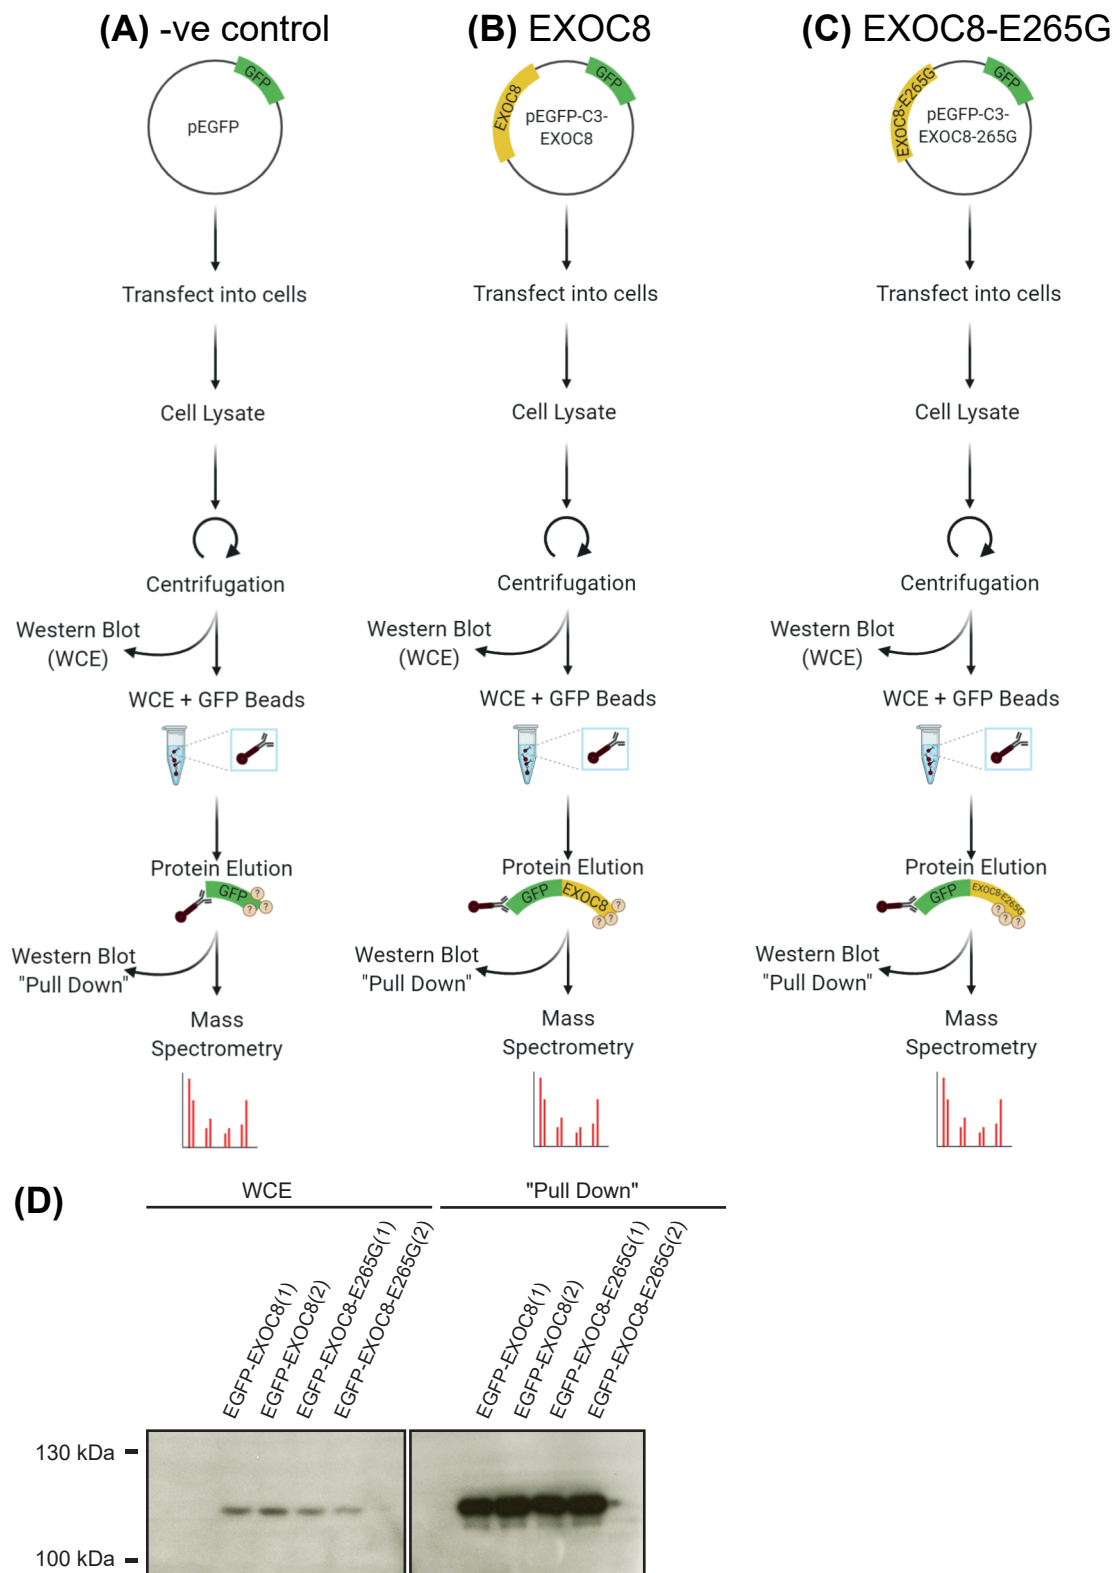 (A) -ve control
(B) EXOC8
(C) EXOC8-E265G
GFP
pEGFP
EXOC8
GFP
pEGFP-C3-
EXOC8
EXOC8-E265G
GFP
pEGFP-C3-
EXOC8-265G
Transfect into cells
Transfect into cells
Transfect into cells
Cell Lysate
Cell Lysate
Cell Lysate
Centrifugation
Centrifugation
Centrifugation
Western Blot
(WCE)
Western Blot
(WCE)
Western Blot
(WCE)
WCE + GFP Beads
WCE + GFP Beads
WCE + GFP Beads
Protein Elution
Protein Elution
Protein Elution
GFP
?
?
?
GFP
EXOC8
?
?
?
GFP
EXOC8-E265G
?
?
?
Western Blot
"Pull Down"
Western Blot
"Pull Down"
Western Blot
"Pull Down"
Mass
Spectrometry
Mass
Spectrometry
Mass
Spectrometry
(D)
WCE
"Pull Down"
EGFP-EXOC8(1)
EGFP-EXOC8(2)
EGFP-EXOC8-E265G(1)
EGFP-EXOC8-E265G(2)
EGFP-EXOC8(1)
EGFP-EXOC8(2)
EGFP-EXOC8-E265G(1)
EGFP-EXOC8-E265G(2)
130 kDa
100 kDa